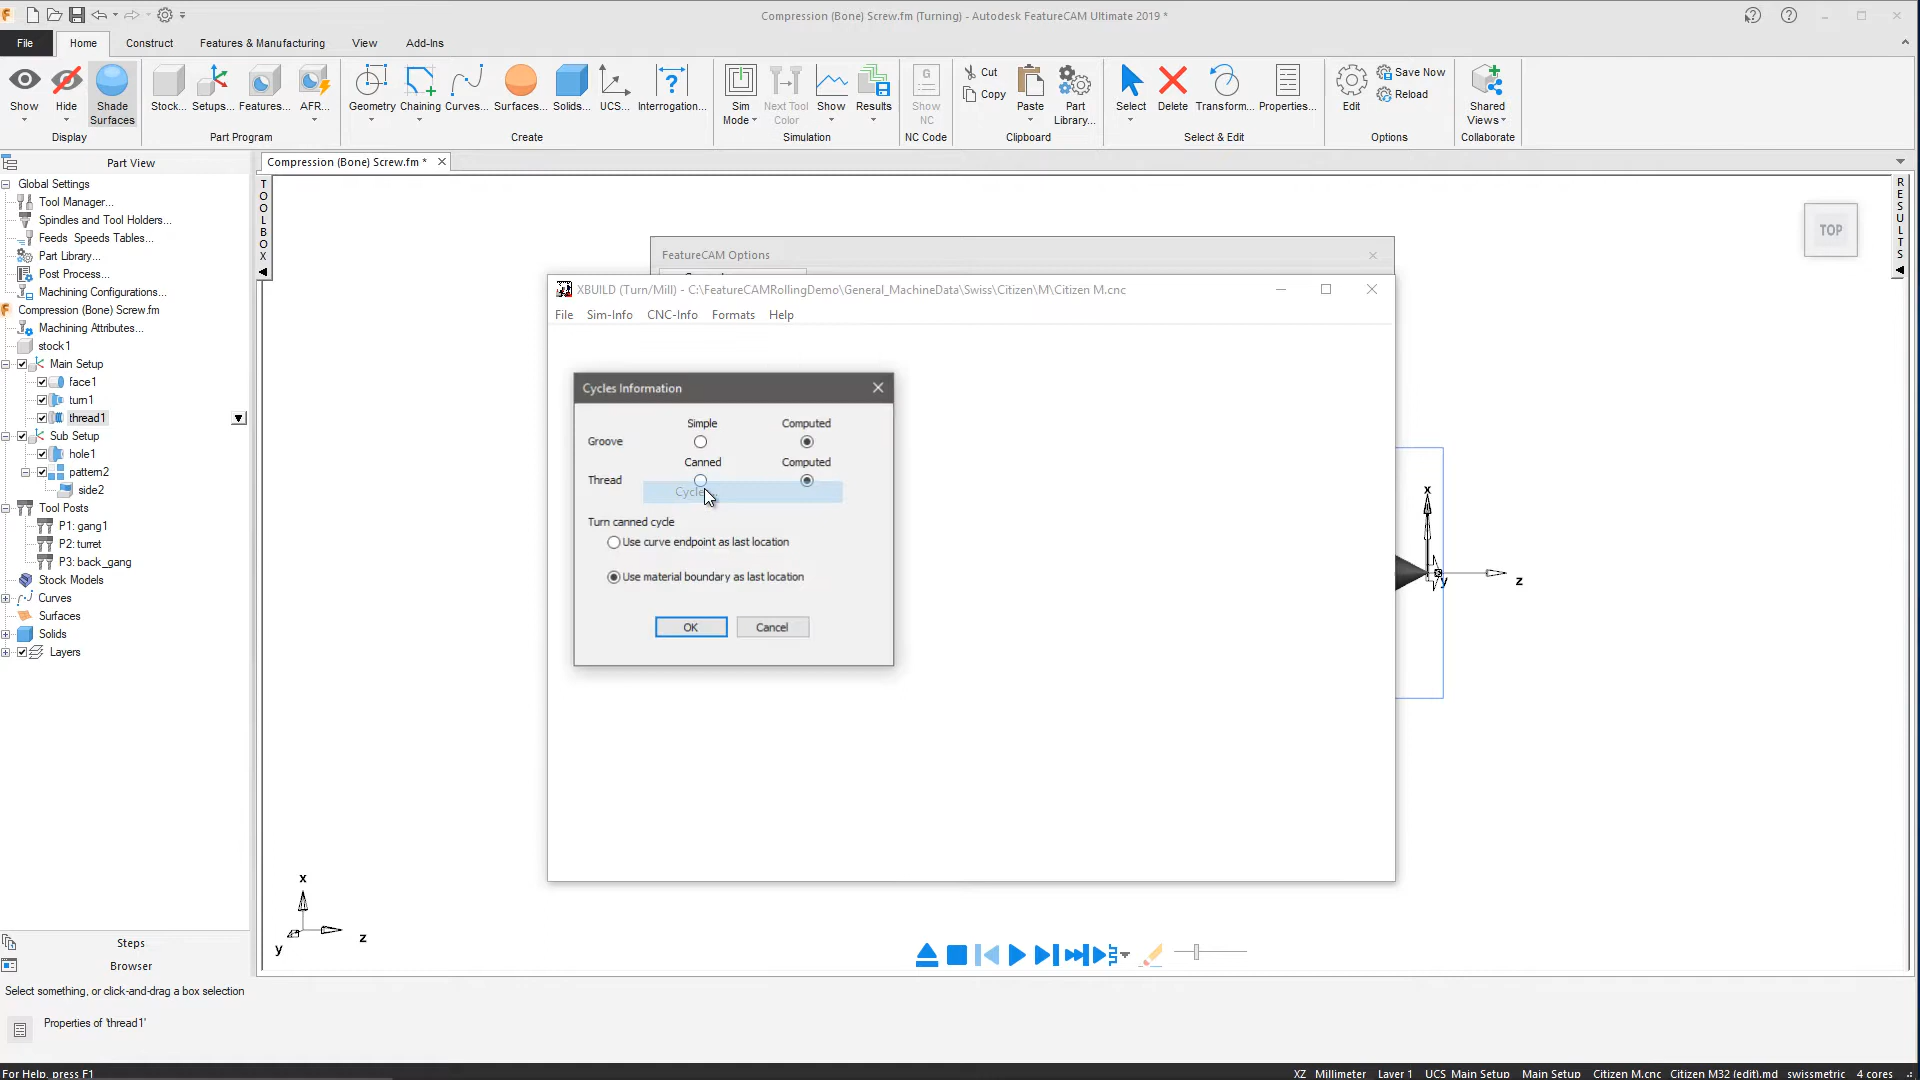 Compression (Bone) Screw.fm (Turning) - Autodesk FeatureCAM Ultimate 2019 *
File Home Construct Features & Manufacturing View Add-Ins
Show Hide Shade Surfaces
Stock... Setups... Features... AFR...
Geometry Chaining Curves... Surfaces... Solids... UCS... Interrogation...
Sim Mode Next Tool Color Show Results
Show NC
Cut Copy Paste Part Library...
Select Delete Transform... Properties...
Edit Save Now Reload
Shared Views
Display Part Program Create Simulation NC Code Clipboard Select & Edit Options Collaborate
Part View
Compression (Bone) Screw.fm *
TOOLBOX
RESULTS
Global Settings
Tool Manager...
Spindles and Tool Holders...
Feeds Speeds Tables...
Part Library...
Post Process...
Machining Configurations...
Compression (Bone) Screw.fm
Machining Attributes...
stock1
Main Setup
face1
turn1
thread1
Sub Setup
hole1
pattern2
side2
Tool Posts
P1: gang1
P2: turret
P3: back_gang
Stock Models
Curves
Surfaces
Solids
Layers
TOP
FeatureCAM Options
XBUILD (Turn/Mill) - C:\FeatureCAMRollingDemo\General_MachineData\Swiss\Citizen\M\Citizen M.cnc
File Sim-Info CNC-Info Formats Help
Cycles Information
Simple Computed
Groove
Canned Computed
Thread
Turn canned cycle
Use curve endpoint as last location
Use material boundary as last location
OK Cancel
x
y
z
x
y
z
Steps
Browser
Select something, or click-and-drag a box selection
Properties of 'thread1'
For Help, press F1
XZ Millimeter Layer 1 UCS_Main Setup Main Setup Citizen M.cnc Citizen M32 (edit).md swissmetric 4 cores